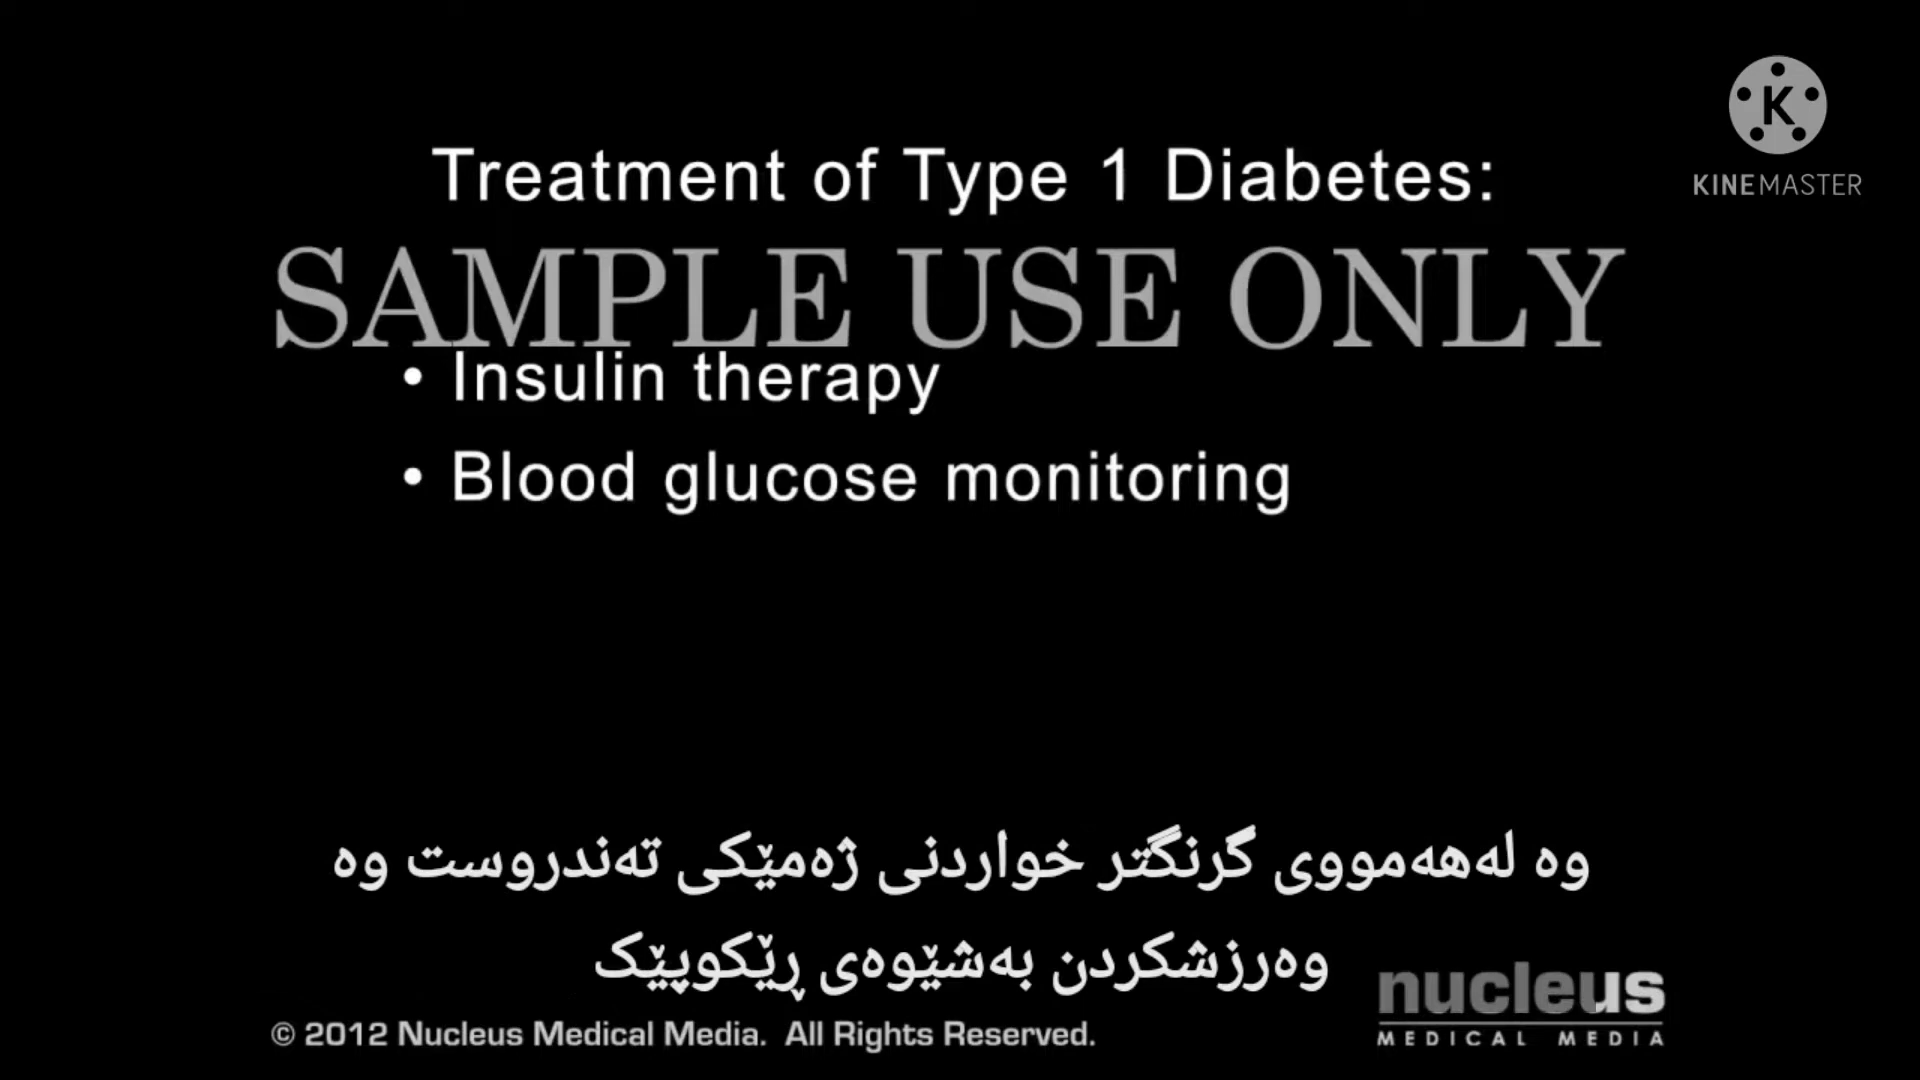 K
KINEMASTER
Treatment of Type 1 Diabetes:
SAMPLE USE ONLY
• Insulin therapy
• Blood glucose monitoring
وە لەهەمووی گرنگتر خواردنی ژەمێکی تەندروست وە
وەرزشکردن بەشێوەی ڕێکوپێک
nucleus
MEDICAL MEDIA
© 2012 Nucleus Medical Media. All Rights Reserved.